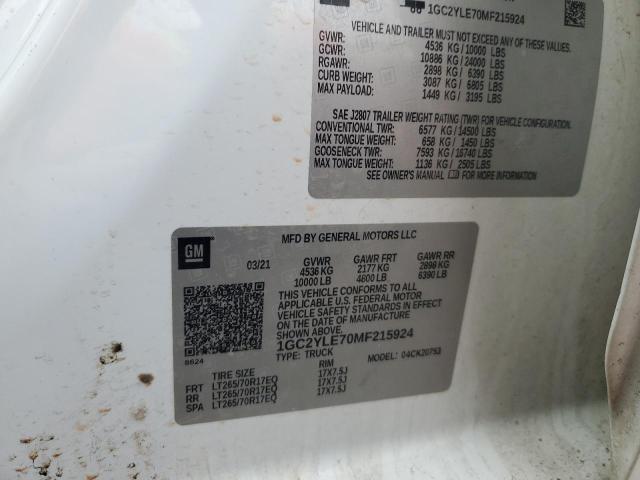 1GC2YLE70MF215924
VEHICLE AND TRAILER MUST NOT EXCEED ANY OF THESE VALUES
GVWR: 4536 KG/10000 LBS
GCWR: 10886 KG/24000 LBS
RGAWR: 2898 KG/ 6390 LBS
CURB WEIGHT: 3087 KG/ 6805 LBS
MAX PAYLOAD: 1449 KG/ 3195 LBS
SAE J2807 TRAILER WEIGHT RATING (TWR) FOR VEHICLE CONFIGURATION.
CONVENTIONAL TWR: 6577 KG/ 14500 LBS
MAX TONGUE WEIGHT: 658 KG/ 1450 LBS
GOOSENECK TWR: 7593 KG/16740 LBS
MAX TONGUE WEIGHT: 1136 KG/ 2505 LBS
SEE OWNER'S MANUAL FOR MORE INFORMATION
GM
MFD BY GENERAL MOTORS LLC
03/21 GVWR GAWR FRT GAWR RR
4536 KG 2177 KG 2898 KG
10000 LB 4800 LB 6390 LB
THIS VEHICLE CONFORMS TO ALL
APPLICABLE U.S. FEDERAL MOTOR
VEHICLE SAFETY STANDARDS IN EFFECT
ON THE DATE OF MANUFACTURE
SHOWN ABOVE.
1GC2YLE70MF215924
8624 TYPE: TRUCK MODEL: 04CK20753
TIRE SIZE RIM
FRT LT265/70R17EQ 17X7.5J
RR LT265/70R17EQ 17X7.5J
SPA LT265/70R17EQ 17X7.5J